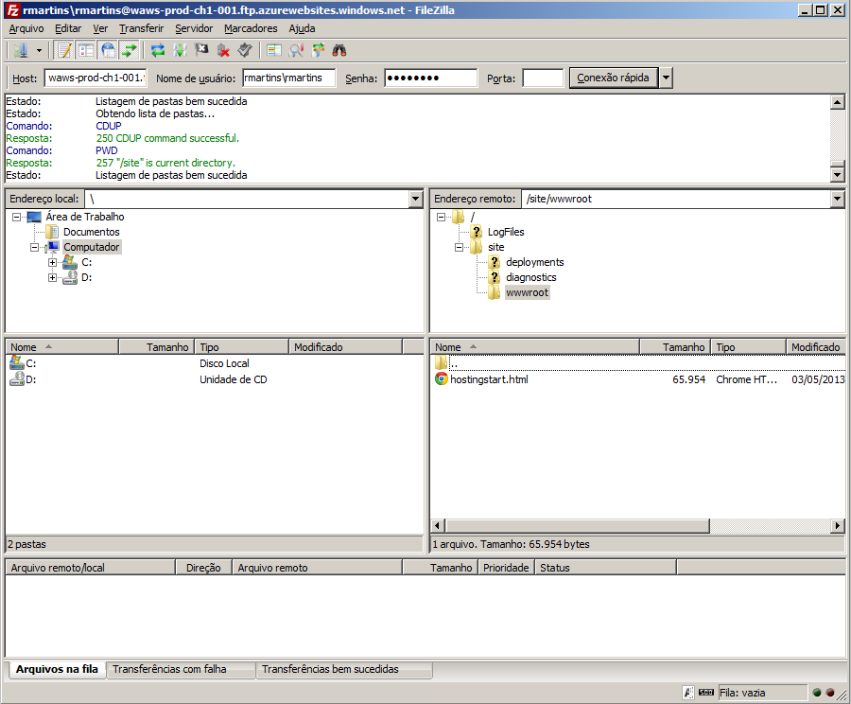 rmartins\rmartins@waws-prod-ch1-001.ftp.azurewebsites.windows.net - FileZilla
Arquivo Editar Ver Transferir Servidor Marcadores Ajuda
Host: waws-prod-ch1-001. Nome de usuário: rmartins\rmartins Senha: ●●●●●●●● Porta: Conexão rápida
Estado: Listagem de pastas bem sucedida
Estado: Obtendo lista de pastas...
Comando: CDUP
Resposta: 250 CDUP command successful.
Comando: PWD
Resposta: 257 "/site" is current directory.
Estado: Listagem de pastas bem sucedida
Endereço local: \
Área de Trabalho
Documentos
Computador
C:
D:
Endereço remoto: /site/wwwroot
/
LogFiles
site
deployments
diagnostics
wwwroot
Nome Tamanho Tipo Modificado
C: Disco Local
D: Unidade de CD
2 pastas
Nome Tamanho Tipo Modificado
..
hostingstart.html 65.954 Chrome HT... 03/05/2013
1 arquivo. Tamanho: 65.954 bytes
Arquivo remoto/local Direção Arquivo remoto Tamanho Prioridade Status
Arquivos na fila Transferências com falha Transferências bem sucedidas
Fila: vazia